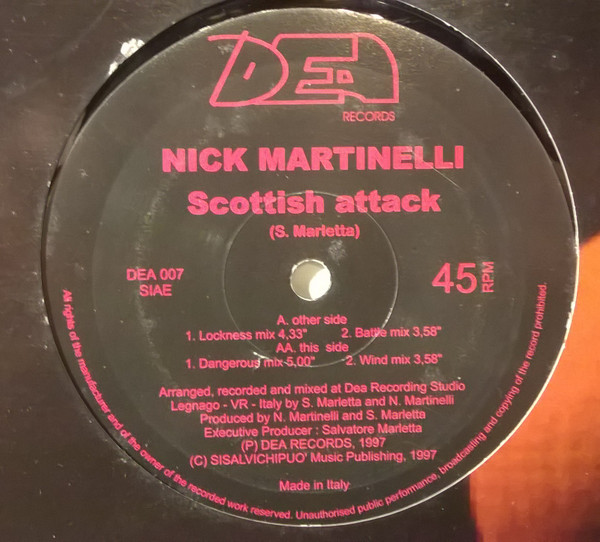 DEA
RECORDS
NICK MARTINELLI
Scottish attack
(S. Marletta)
DEA 007
SIAE
45 RPM
A. other side
1. Lockness mix 4,33" 2. Battle mix 3,58"
AA. this side
1. Dangerous mix 5,00" 2. Wind mix 3,58"
Arranged, recorded and mixed at Dea Recording Studio
Legnago - VR - Italy by S. Marletta and N. Martinelli
Produced by N. Martinelli and S. Marletta
Executive Producer : Salvatore Marletta
(P) DEA RECORDS, 1997
(C) SISALVICHIPUO' Music Publishing, 1997
Made in Italy
All rights of the manufacturer and of the owner of the recorded work reserved. Unauthorised public performance, broadcasting and copying of the record prohibited.